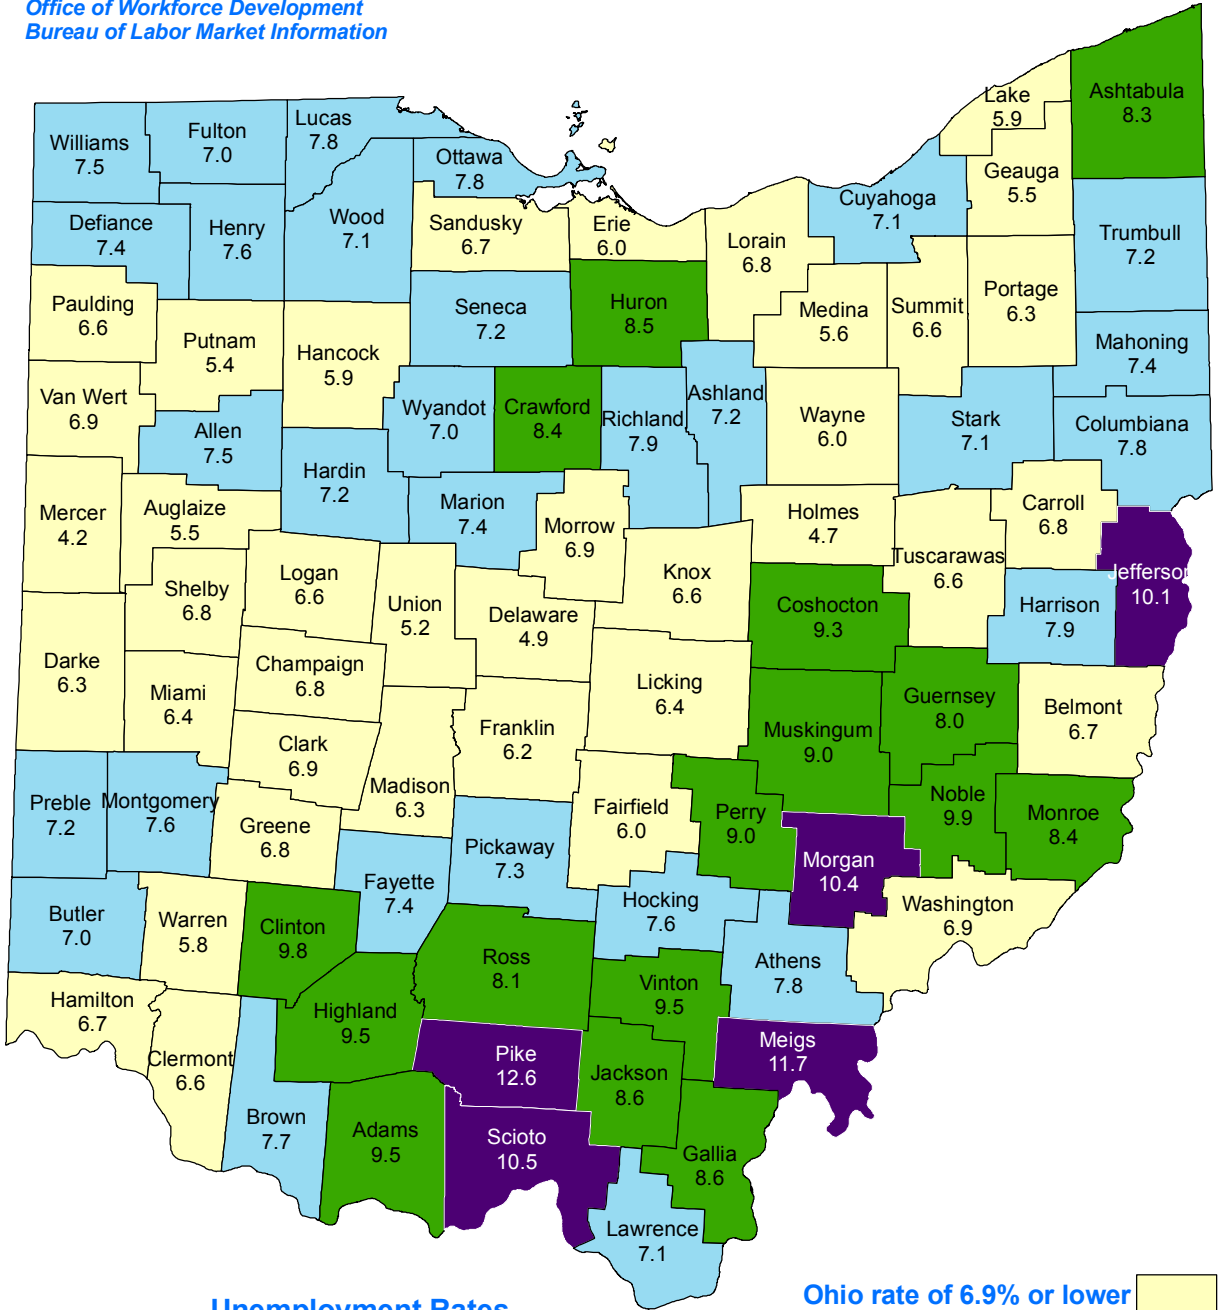 Office of Workforce Development
Bureau of Labor Market Information
Lake
5.9
Ashtabula
8.3
Williams
7.5
Fulton
7.0
Lucas
7.8
Ottawa
7.8
Geauga
5.5
Cuyahoga
7.1
Defiance
7.4
Henry
7.6
Wood
7.1
Sandusky
6.7
Erie
6.0
Lorain
6.8
Trumbull
7.2
Paulding
6.6
Putnam
5.4
Hancock
5.9
Seneca
7.2
Huron
8.5
Medina
5.6
Summit
6.6
Portage
6.3
Mahoning
7.4
Van Wert
6.9
Allen
7.5
Wyandot
7.0
Crawford
8.4
Richland
7.9
Ashland
7.2
Wayne
6.0
Stark
7.1
Columbiana
7.8
Hardin
7.2
Mercer
4.2
Auglaize
5.5
Marion
7.4
Morrow
6.9
Holmes
4.7
Carroll
6.8
Tuscarawas
6.6
Jefferson
10.1
Shelby
6.8
Logan
6.6
Union
5.2
Delaware
4.9
Knox
6.6
Coshocton
9.3
Harrison
7.9
Darke
6.3
Miami
6.4
Champaign
6.8
Licking
6.4
Guernsey
8.0
Belmont
6.7
Clark
6.9
Franklin
6.2
Muskingum
9.0
Madison
6.3
Preble
7.2
Montgomery
7.6
Greene
6.8
Fairfield
6.0
Perry
9.0
Noble
9.9
Monroe
8.4
Pickaway
7.3
Morgan
10.4
Fayette
7.4
Hocking
7.6
Washington
6.9
Butler
7.0
Warren
5.8
Clinton
9.8
Ross
8.1
Athens
7.8
Vinton
9.5
Hamilton
6.7
Highland
9.5
Clermont
6.6
Pike
12.6
Meigs
11.7
Jackson
8.6
Brown
7.7
Adams
9.5
Scioto
10.5
Gallia
8.6
Lawrence
7.1
Unemployment Rates
Ohio rate of 6.9% or lower